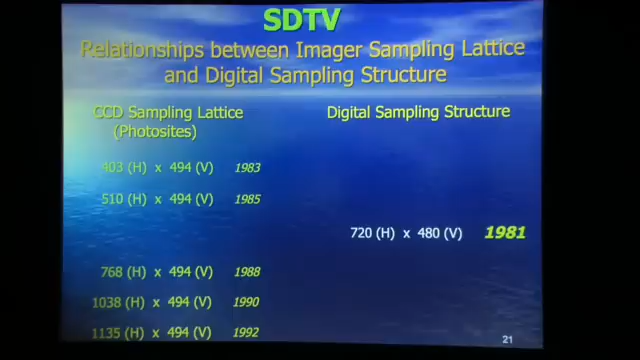 SDTV
Relationships between Imager Sampling Lattice
and Digital Sampling Structure
CCD Sampling Lattice
(Photosites)
Digital Sampling Structure
403 (H) x 494 (V) 1983
510 (H) x 494 (V) 1985
720 (H) x 480 (V) 1981
768 (H) x 494 (V) 1988
1038 (H) x 494 (V) 1990
1135 (H) x 494 (V) 1992
21